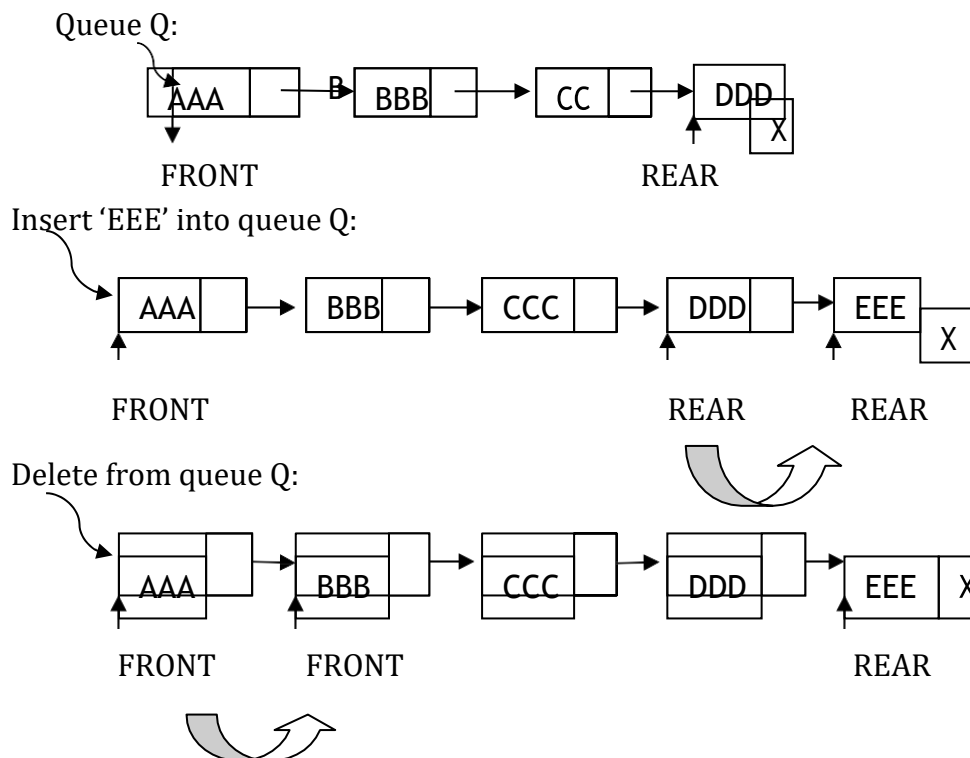 Queue Q:
AAA B BBB CC DDD
X
FRONT REAR
Insert ‘EEE’ into queue Q:
AAA BBB CCC DDD EEE
X
FRONT REAR REAR
Delete from queue Q:
AAA BBB CCC DDD EEE X
FRONT FRONT REAR